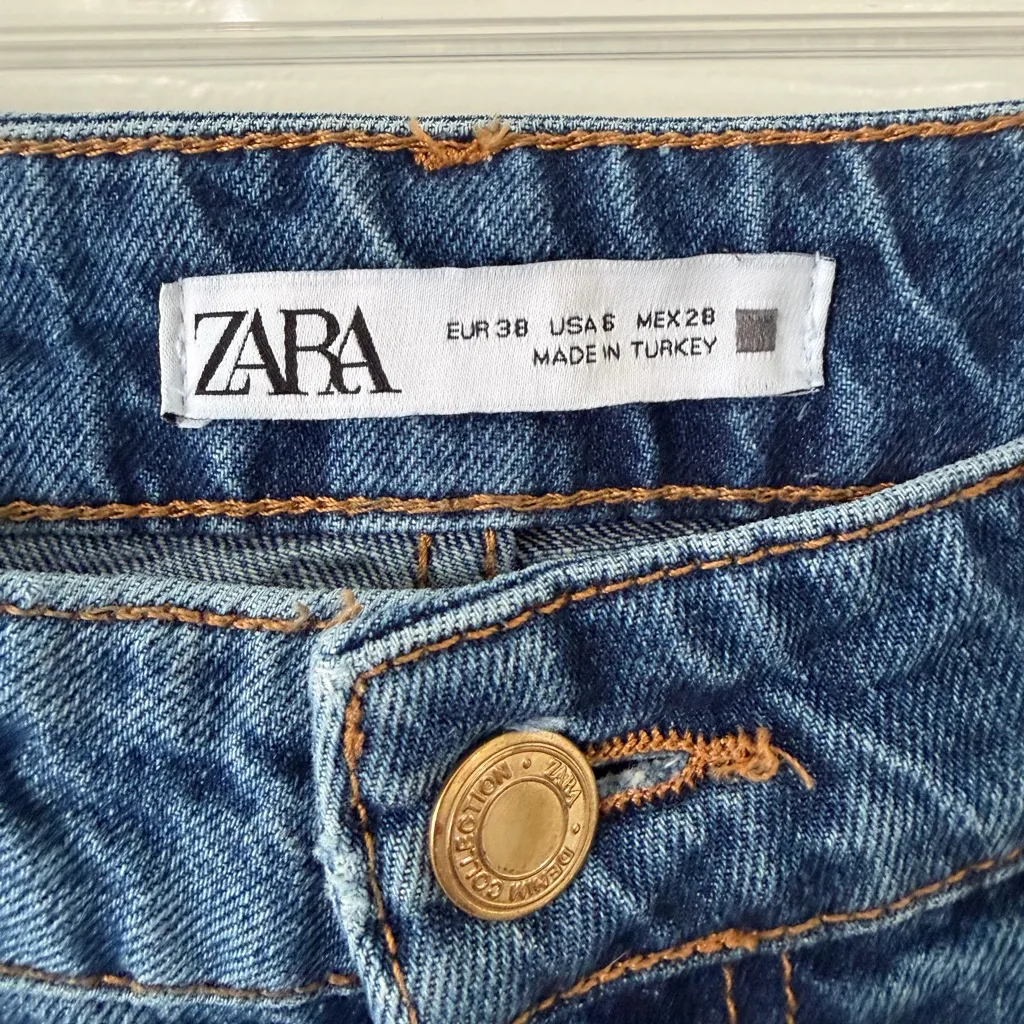 ZARA
EUR 38 USA 6 MEX 28
MADE IN TURKEY
ZARA • DENIM COLLECTION •